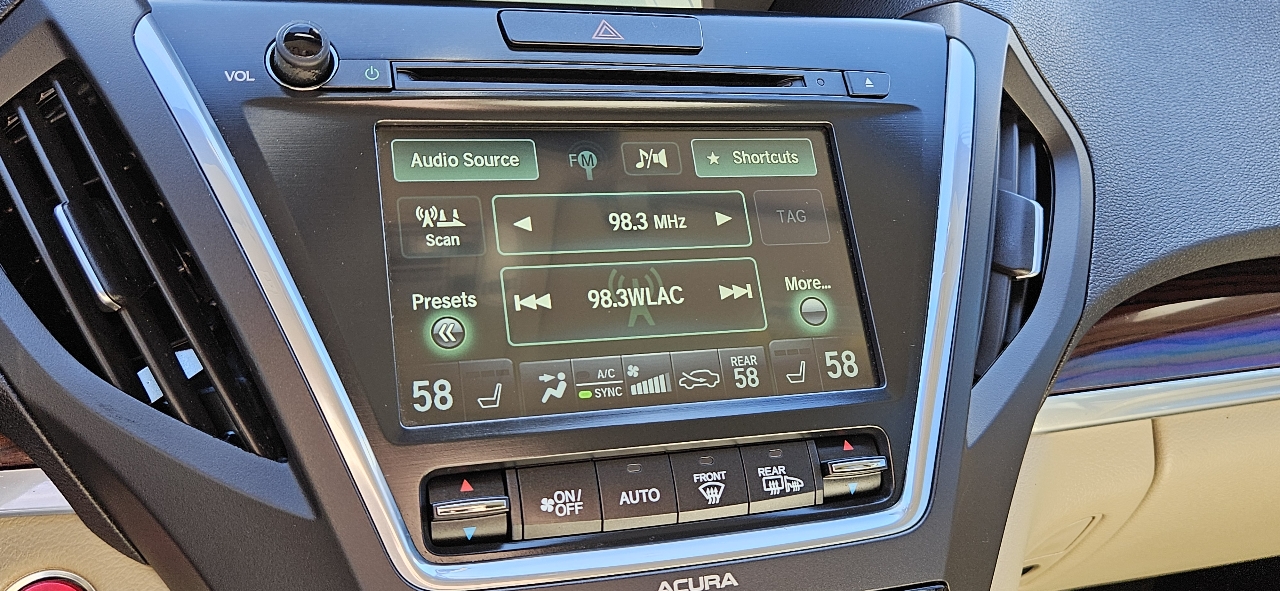 VOL
Audio Source
FM
Shortcuts
Scan
98.3 MHz
TAG
Presets
98.3WLAC
More...
58
A/C
SYNC
REAR
58
58
ON/
OFF
AUTO
FRONT
REAR
ACURA